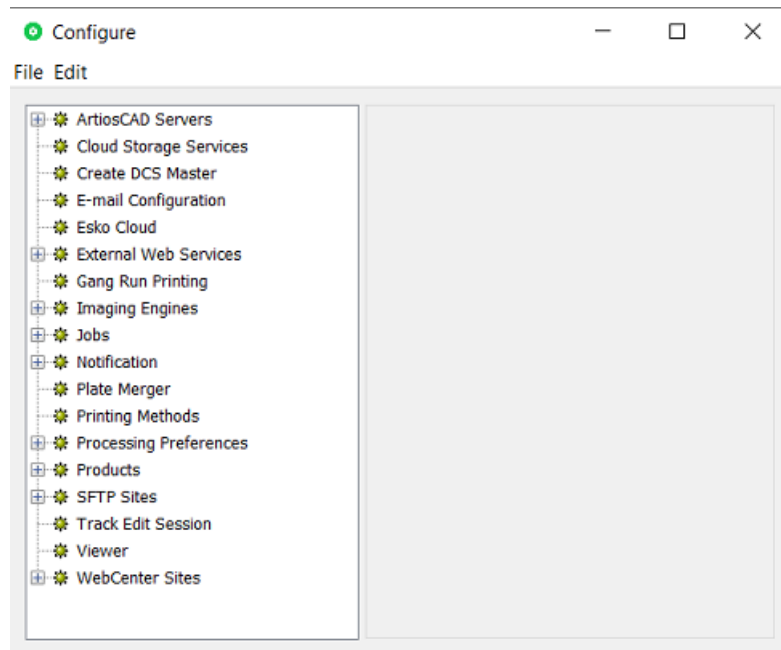 Configure
File Edit
ArtiosCAD Servers
Cloud Storage Services
Create DCS Master
E-mail Configuration
Esko Cloud
External Web Services
Gang Run Printing
Imaging Engines
Jobs
Notification
Plate Merger
Printing Methods
Processing Preferences
Products
SFTP Sites
Track Edit Session
Viewer
WebCenter Sites